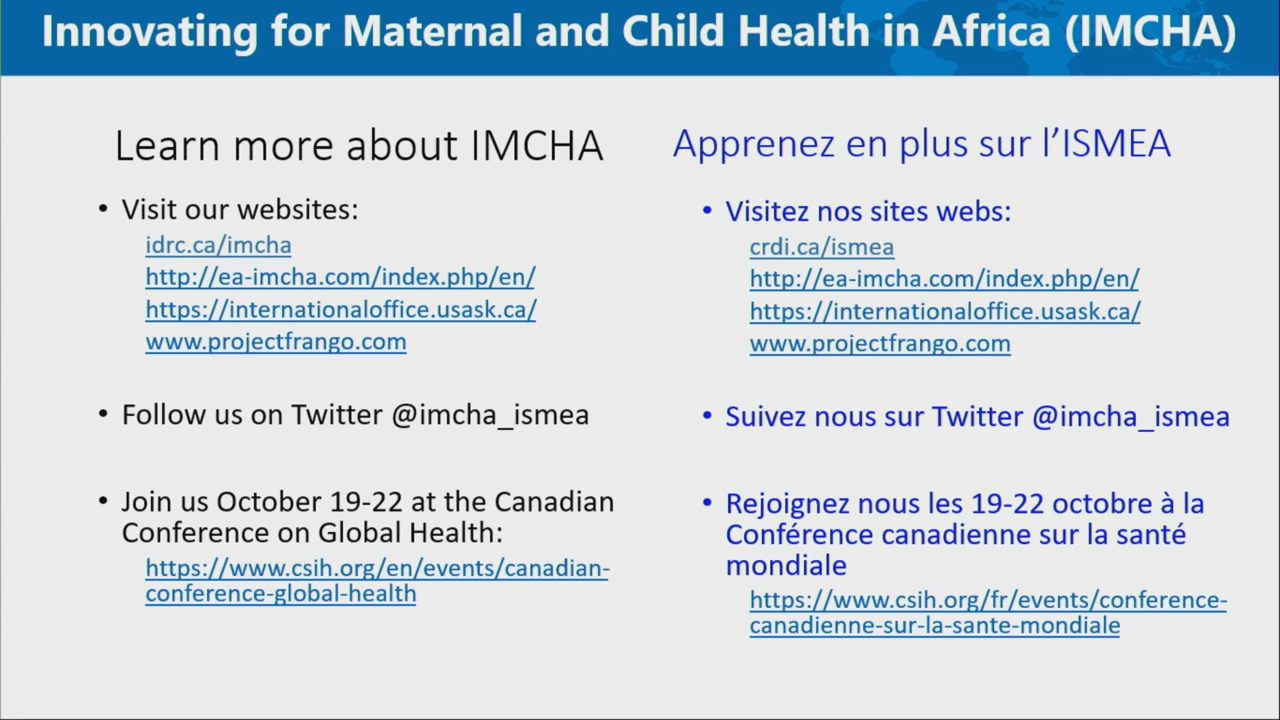 Innovating for Maternal and Child Health in Africa (IMCHA)
Learn more about IMCHA
• Visit our websites:
idrc.ca/imcha
http://ea-imcha.com/index.php/en/
https://internationaloffice.usask.ca/
www.projectfrango.com
• Follow us on Twitter @imcha_ismea
• Join us October 19-22 at the Canadian
Conference on Global Health:
https://www.csih.org/en/events/canadian-
conference-global-health
Apprenez en plus sur l’ISMEA
• Visitez nos sites webs:
crdi.ca/ismea
http://ea-imcha.com/index.php/en/
https://internationaloffice.usask.ca/
www.projectfrango.com
• Suivez nous sur Twitter @imcha_ismea
• Rejoignez nous les 19-22 octobre à la
Conférence canadienne sur la santé
mondiale
https://www.csih.org/fr/events/conference-
canadienne-sur-la-sante-mondiale